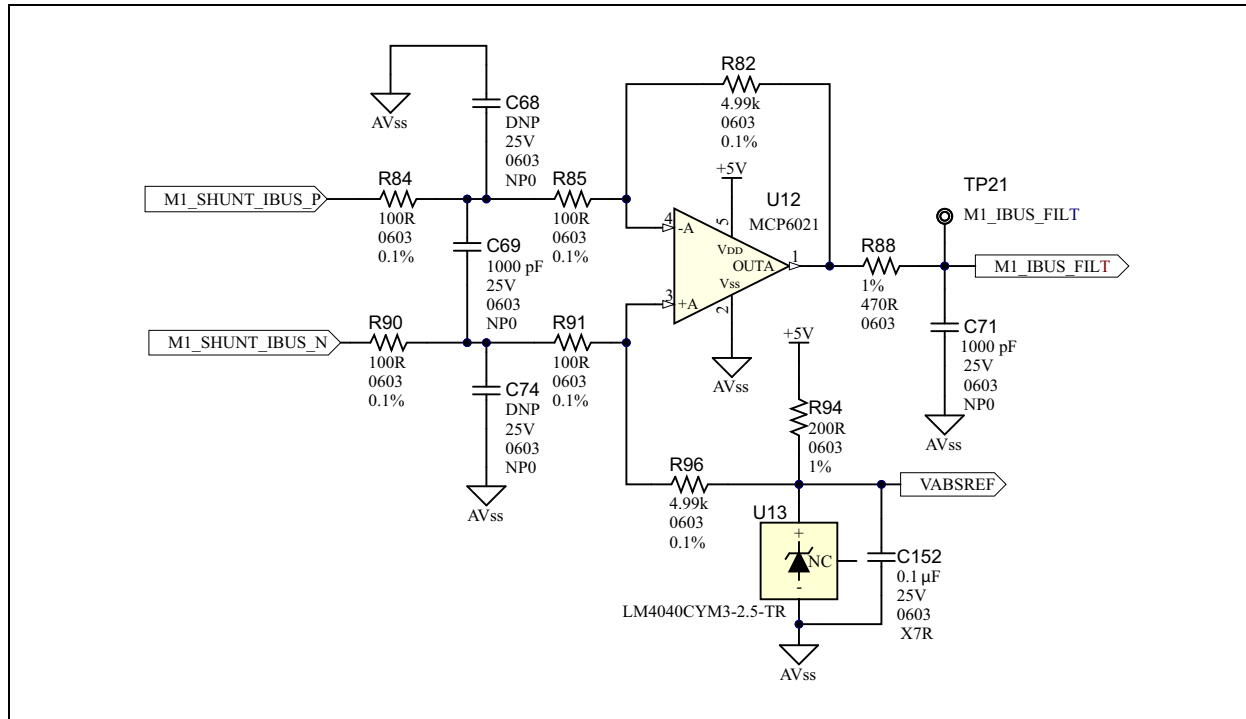 R82
4.99k
0603
0.1%
C68
DNP
25V
0603
NP0
AVss
+5V
U12
MCP6021
TP21
M1_IBUS_FILT
M1_SHUNT_IBUS_P
R84
100R
0603
0.1%
R85
100R
0603
0.1%
4
-A
5
VDD
OUTA
1
Vss
3
+A
2
AVss
C69
1000 pF
25V
0603
NP0
R88
1%
470R
0603
M1_IBUS_FILT
C71
1000 pF
25V
0603
NP0
AVss
M1_SHUNT_IBUS_N
R90
100R
0603
0.1%
R91
100R
0603
0.1%
C74
DNP
25V
0603
NP0
AVss
+5V
R94
200R
0603
1%
R96
4.99k
0603
0.1%
VABSREF
U13
+
NC
-
LM4040CYM3-2.5-TR
C152
0.1 µF
25V
0603
X7R
AVss